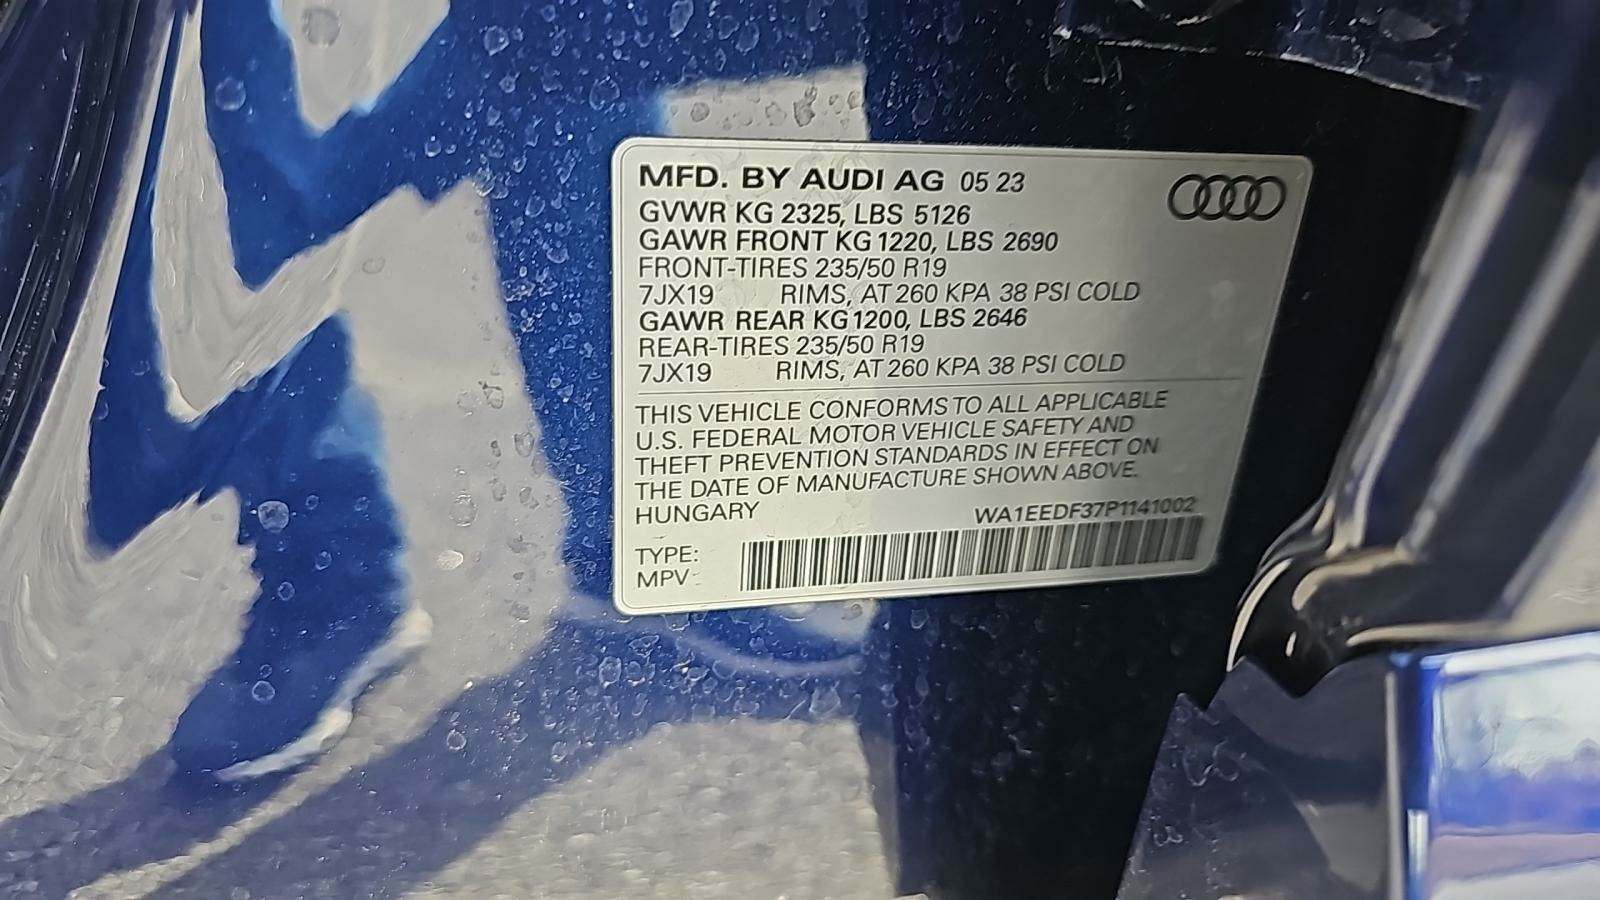 MFD. BY AUDI AG 05 23
GVWR KG 2325, LBS 5126
GAWR FRONT KG 1220, LBS 2690
FRONT-TIRES 235/50 R19
7JX19 RIMS, AT 260 KPA 38 PSI COLD
GAWR REAR KG 1200, LBS 2646
REAR-TIRES 235/50 R19
7JX19 RIMS, AT 260 KPA 38 PSI COLD
THIS VEHICLE CONFORMS TO ALL APPLICABLE
U.S. FEDERAL MOTOR VEHICLE SAFETY AND
THEFT PREVENTION STANDARDS IN EFFECT ON
THE DATE OF MANUFACTURE SHOWN ABOVE.
HUNGARY WA1EEDF37P1141002
TYPE:
MPV